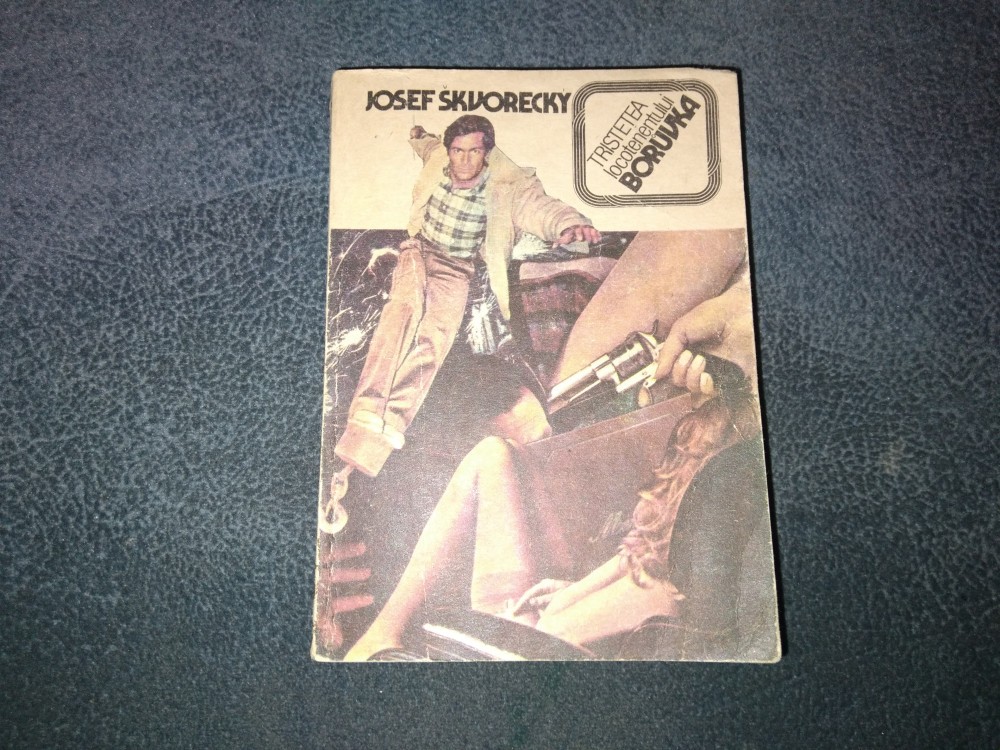 JOSEF ŠKVORECKÝ
TRISTEȚEA
locotenentului
BORUVKA